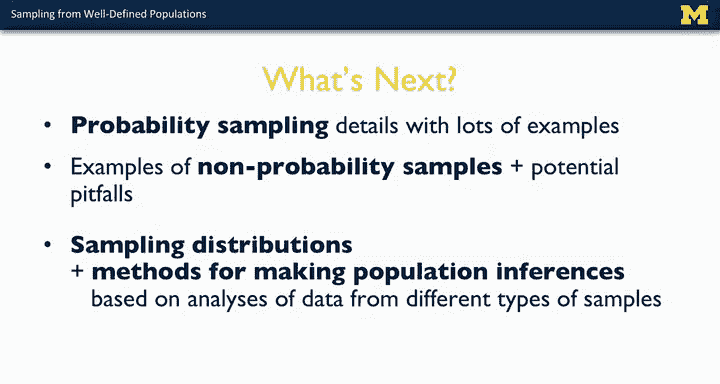 Sampling from Well-Defined Populations
M
What's Next?
• Probability sampling details with lots of examples
• Examples of non-probability samples + potential
pitfalls
• Sampling distributions
+ methods for making population inferences
based on analyses of data from different types of samples